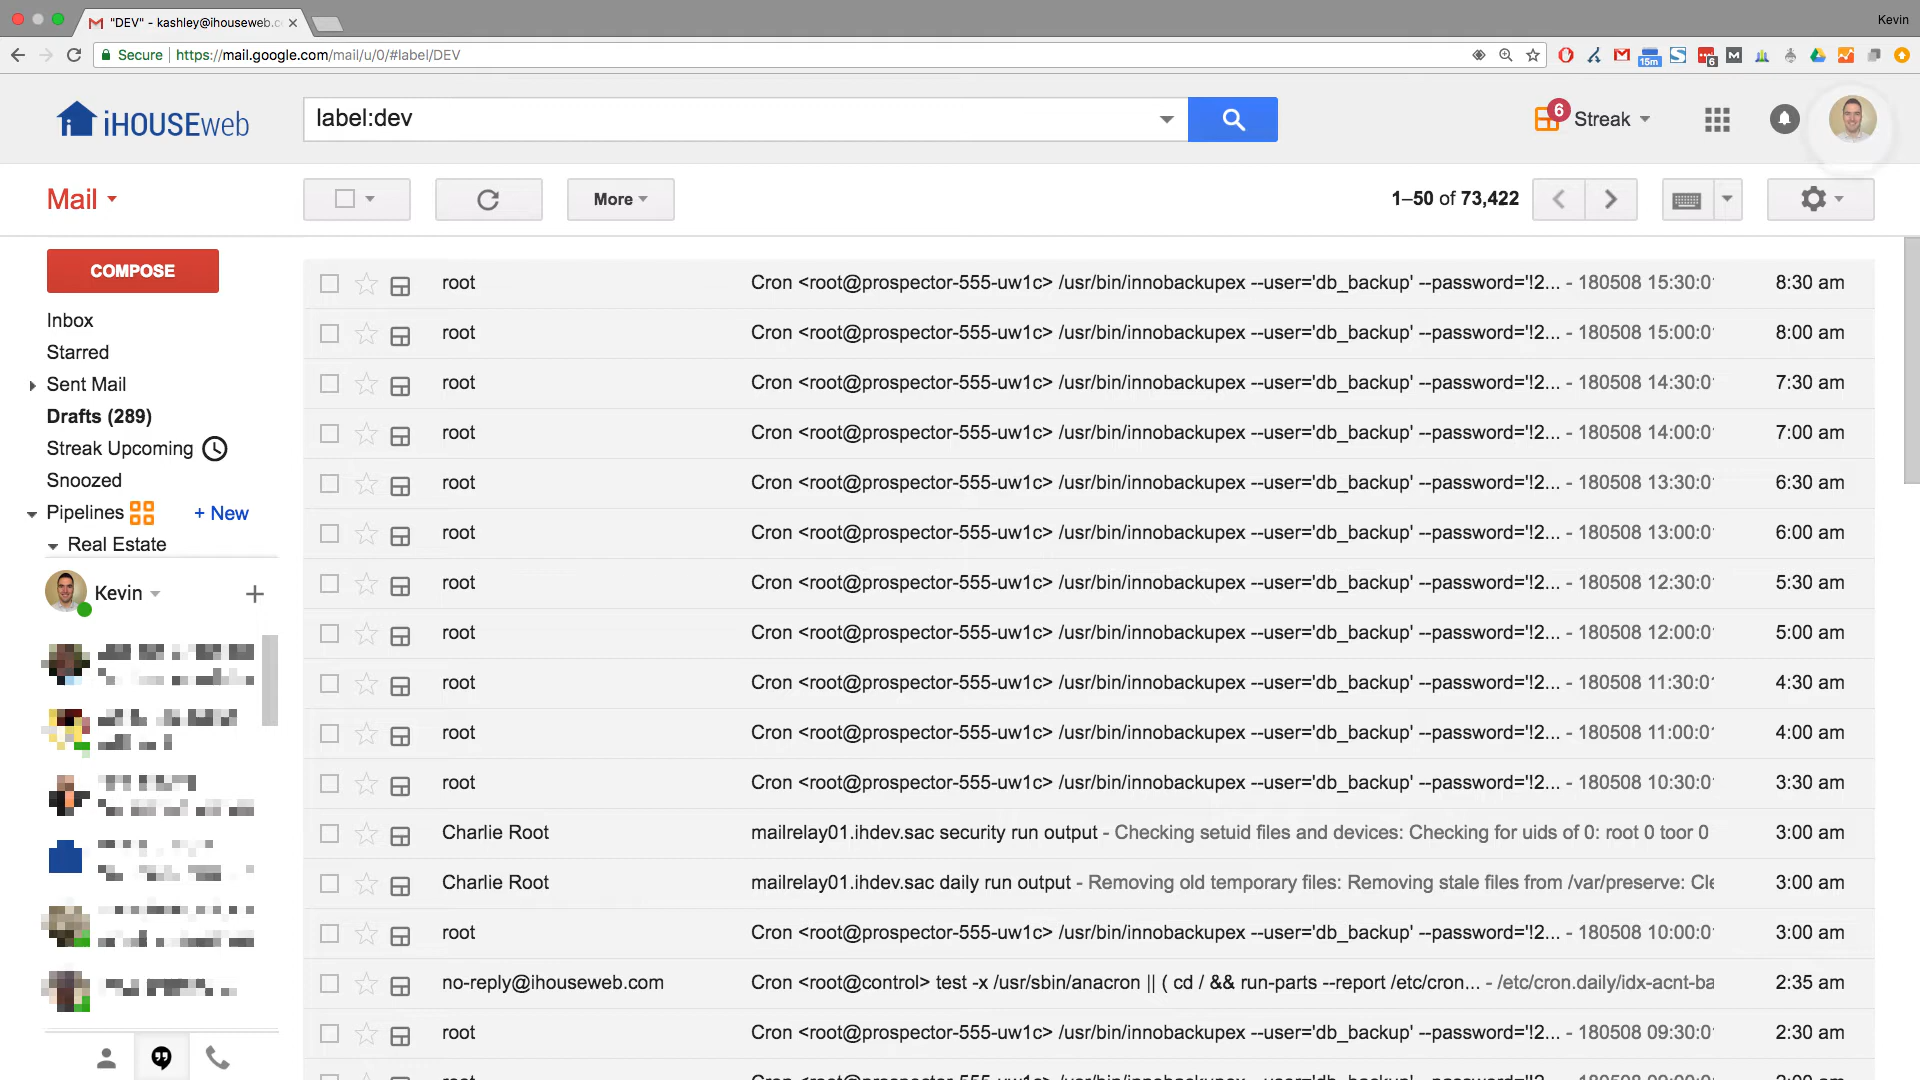 "DEV" - kashley@ihouseweb.c
Kevin
Secure https://mail.google.com/mail/u/0/#label/DEV
15m
6
iHOUSEweb
label:dev
6
Streak
Mail
More
1–50 of 73,422
COMPOSE
Inbox
Starred
Sent Mail
Drafts (289)
Streak Upcoming
Snoozed
Pipelines
+ New
Real Estate
Kevin
root Cron <root@prospector-555-uw1c> /usr/bin/innobackupex --user='db_backup' --password='!2... - 180508 15:30:01 8:30 am
root Cron <root@prospector-555-uw1c> /usr/bin/innobackupex --user='db_backup' --password='!2... - 180508 15:00:01 8:00 am
root Cron <root@prospector-555-uw1c> /usr/bin/innobackupex --user='db_backup' --password='!2... - 180508 14:30:01 7:30 am
root Cron <root@prospector-555-uw1c> /usr/bin/innobackupex --user='db_backup' --password='!2... - 180508 14:00:01 7:00 am
root Cron <root@prospector-555-uw1c> /usr/bin/innobackupex --user='db_backup' --password='!2... - 180508 13:30:01 6:30 am
root Cron <root@prospector-555-uw1c> /usr/bin/innobackupex --user='db_backup' --password='!2... - 180508 13:00:01 6:00 am
root Cron <root@prospector-555-uw1c> /usr/bin/innobackupex --user='db_backup' --password='!2... - 180508 12:30:01 5:30 am
root Cron <root@prospector-555-uw1c> /usr/bin/innobackupex --user='db_backup' --password='!2... - 180508 12:00:01 5:00 am
root Cron <root@prospector-555-uw1c> /usr/bin/innobackupex --user='db_backup' --password='!2... - 180508 11:30:01 4:30 am
root Cron <root@prospector-555-uw1c> /usr/bin/innobackupex --user='db_backup' --password='!2... - 180508 11:00:01 4:00 am
root Cron <root@prospector-555-uw1c> /usr/bin/innobackupex --user='db_backup' --password='!2... - 180508 10:30:01 3:30 am
Charlie Root mailrelay01.ihdev.sac security run output - Checking setuid files and devices: Checking for uids of 0: root 0 toor 0 3:00 am
Charlie Root mailrelay01.ihdev.sac daily run output - Removing old temporary files: Removing stale files from /var/preserve: Cle 3:00 am
root Cron <root@prospector-555-uw1c> /usr/bin/innobackupex --user='db_backup' --password='!2... - 180508 10:00:01 3:00 am
no-reply@ihouseweb.com Cron <root@control> test -x /usr/sbin/anacron || ( cd / && run-parts --report /etc/cron... - /etc/cron.daily/idx-acnt-ba 2:35 am
root Cron <root@prospector-555-uw1c> /usr/bin/innobackupex --user='db_backup' --password='!2... - 180508 09:30:01 2:30 am